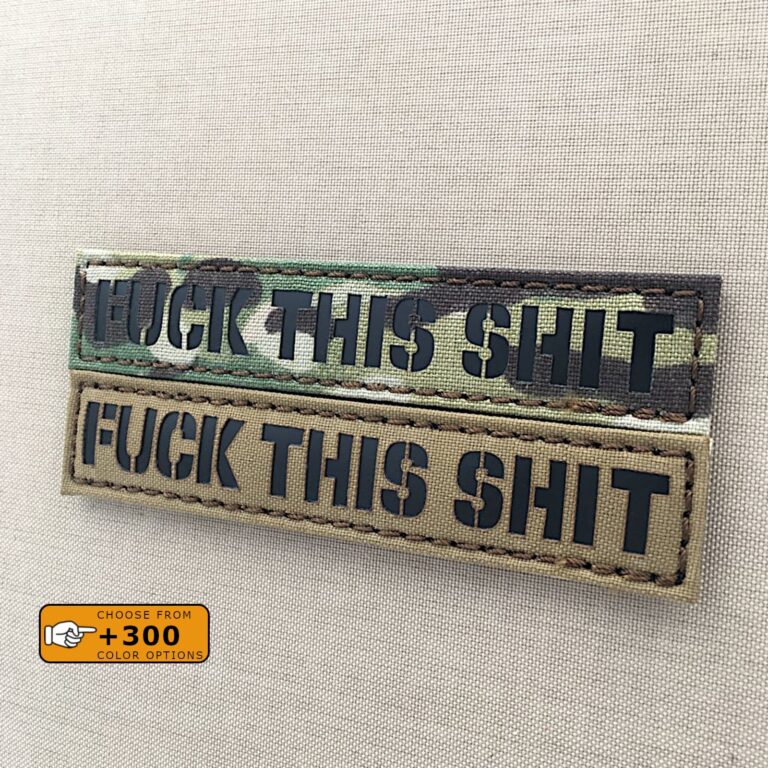 FUCK THIS SHIT
FUCK THIS SHIT
CHOOSE FROM
+300
COLOR OPTIONS